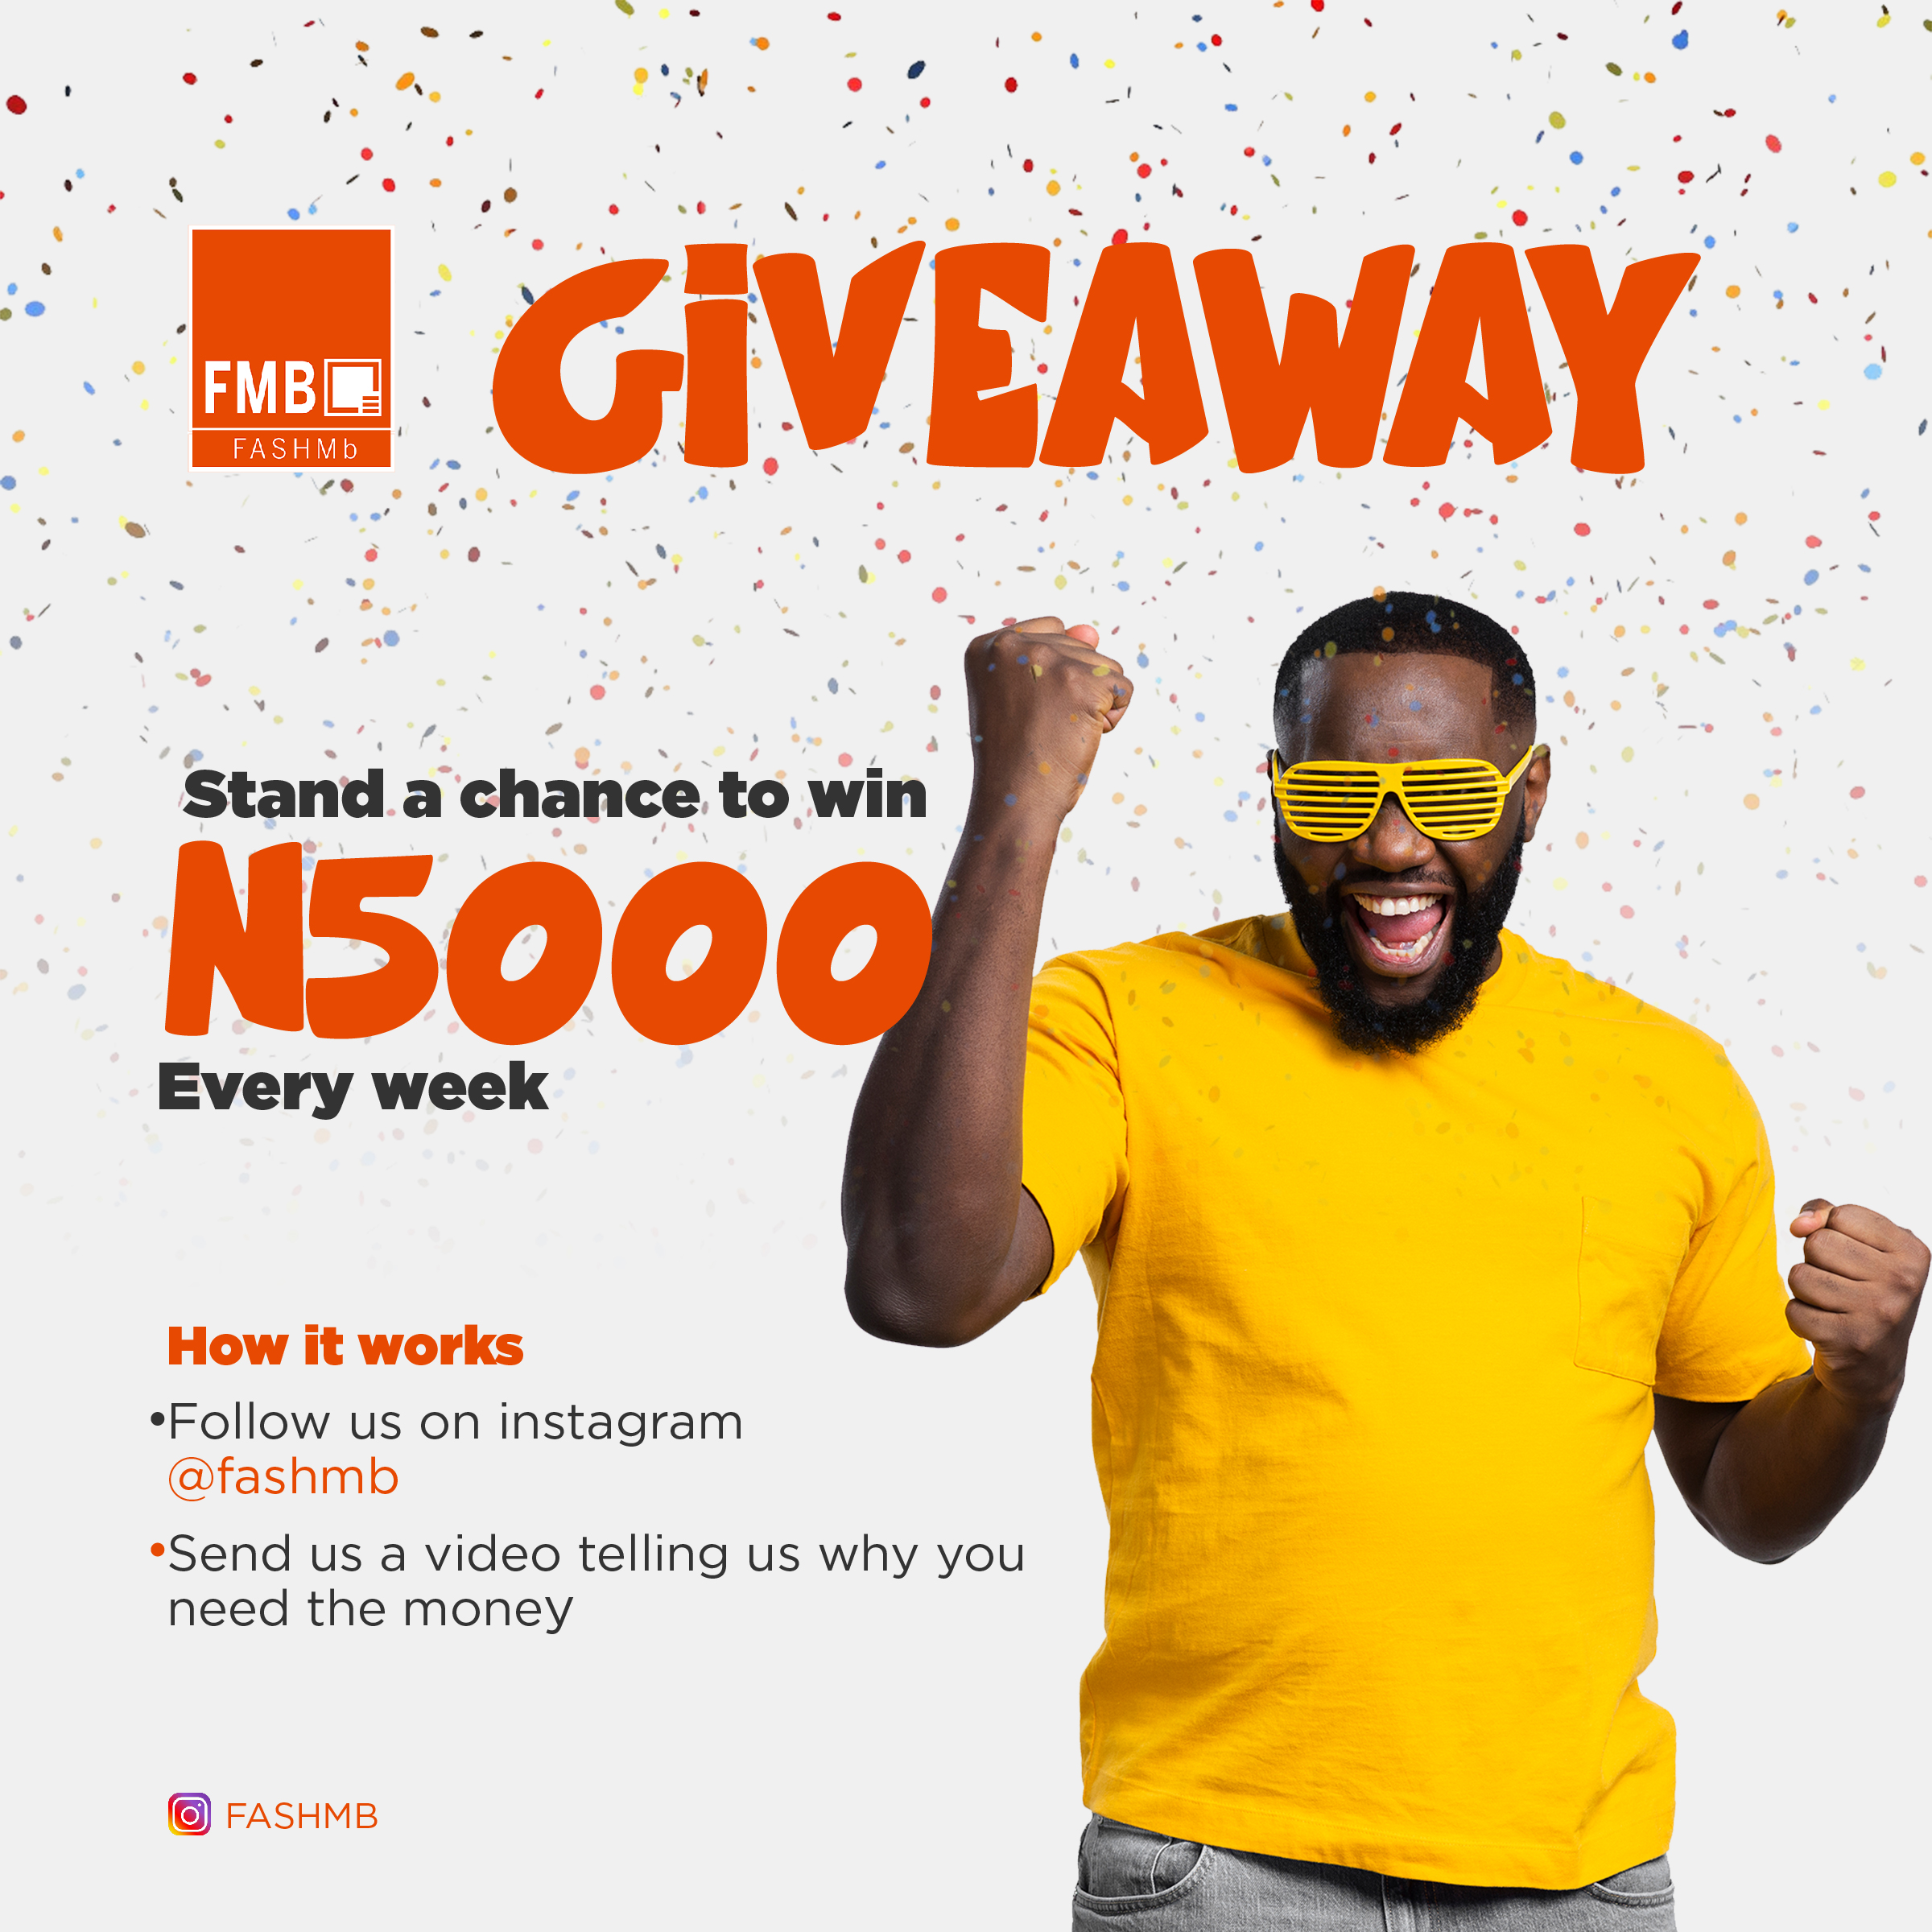 FMB
FASHMb
GiVEAWAY
Stand a chance to win
N5000
Every week
How it works
•Follow us on instagram
@fashmb
•Send us a video telling us why you
need the money
FASHMB